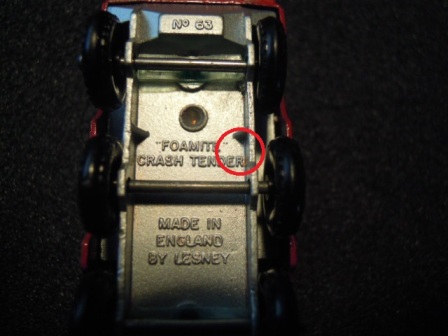 Nº 63
"FOAMITE"
CRASH TENDER
MADE IN
ENGLAND
BY LESNEY